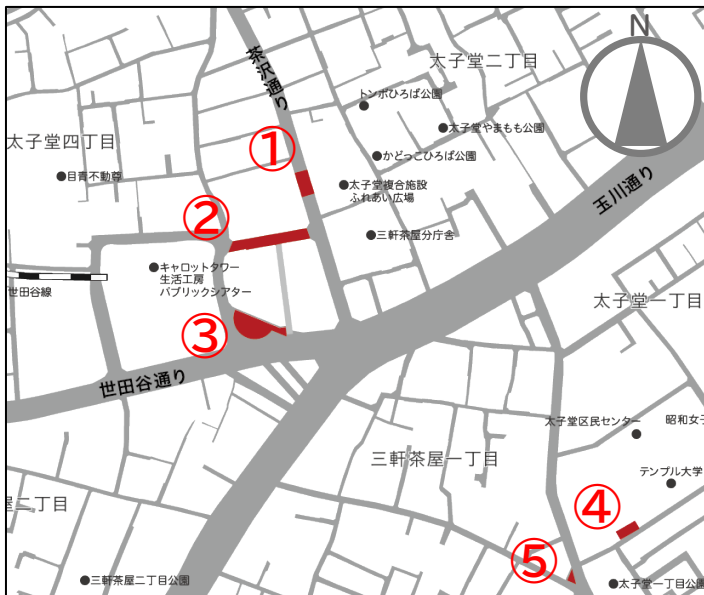 N
茶沢通り
太子堂二丁目
トンボひろば公園
太子堂やまもも公園
太子堂四丁目
①
かどっこひろば公園
目青不動尊
太子堂複合施設
ふれあい広場
玉川通り
②
三軒茶屋分庁舎
キャロットタワー
生活工房
パブリックシアター
世田谷線
太子堂一丁目
③
世田谷通り
太子堂区民センター
昭和女子
三軒茶屋一丁目
テンプル大学
屋二丁目
④
⑤
三軒茶屋二丁目公園
太子堂一丁目公園